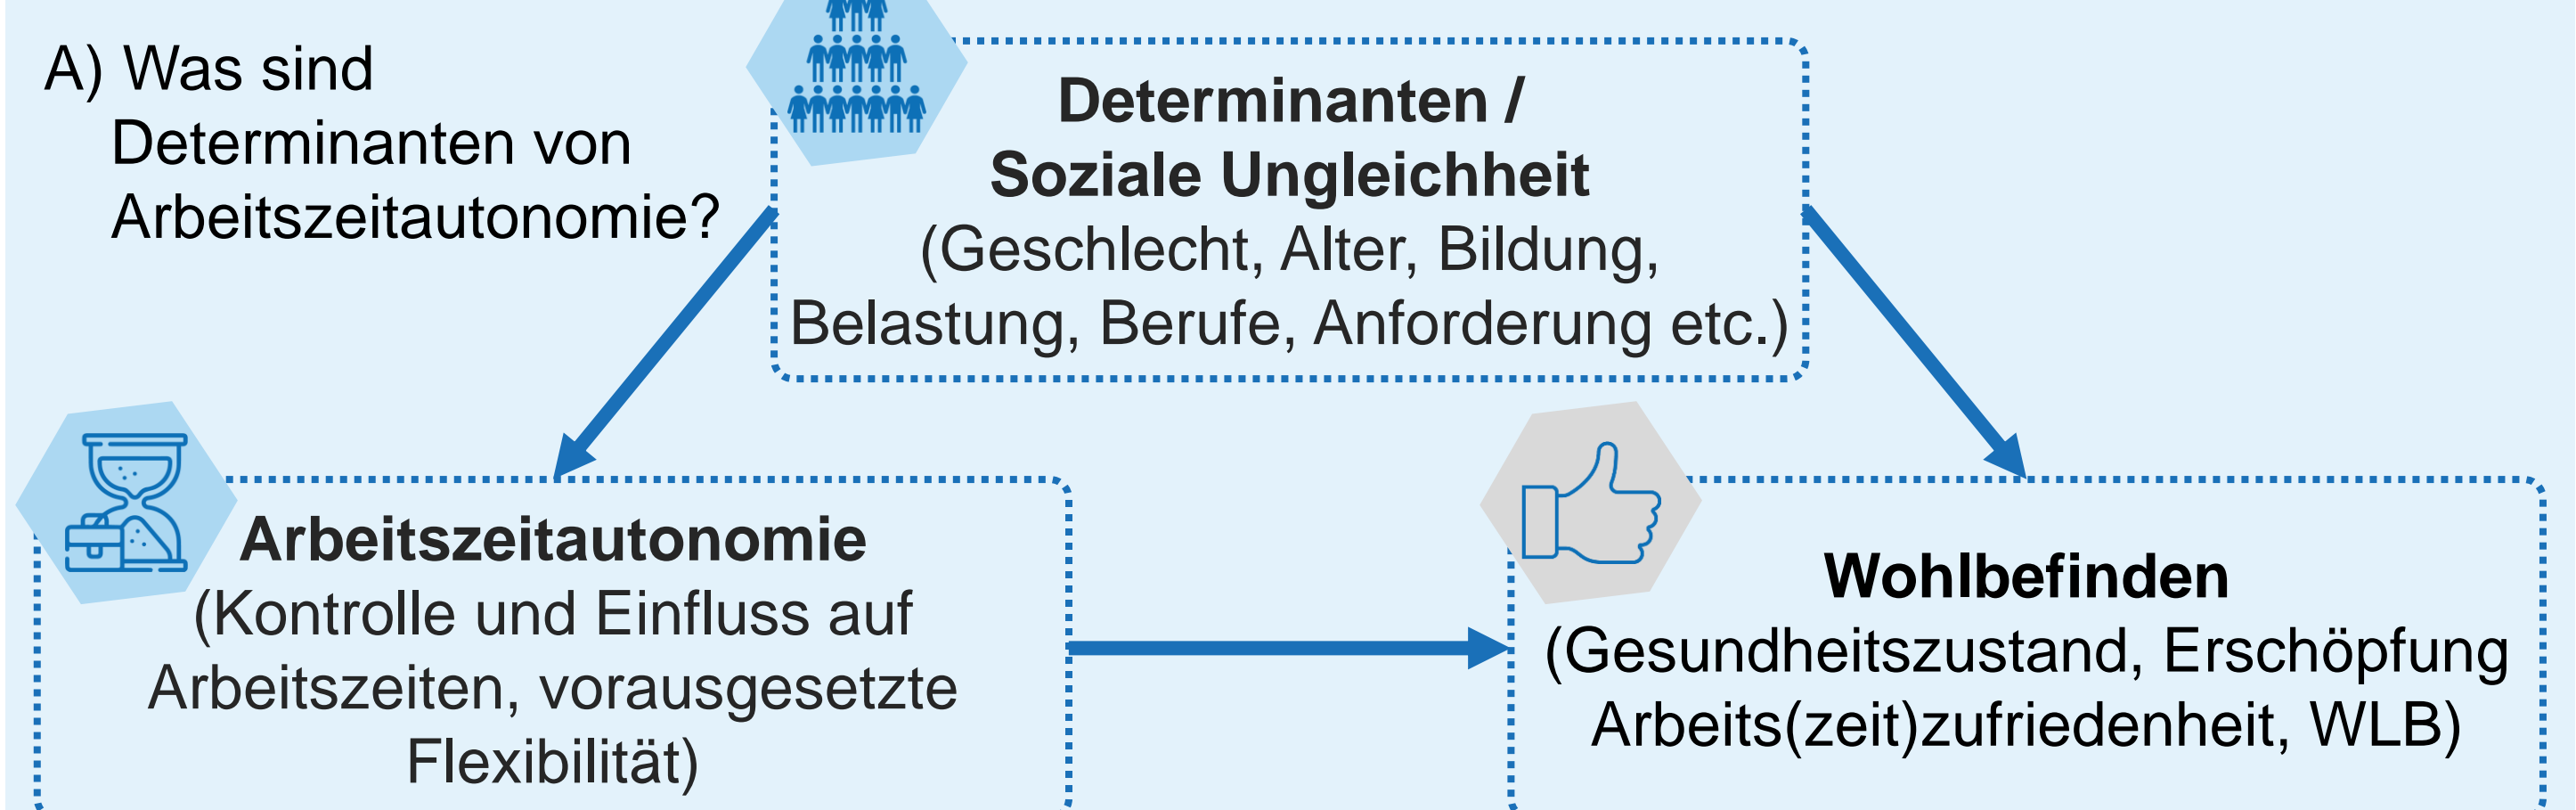 A) Was sind
Determinanten von
Arbeitszeitautonomie?
Determinanten /
Soziale Ungleichheit
(Geschlecht, Alter, Bildung,
Belastung, Berufe, Anforderung etc.)
Arbeitszeitautonomie
(Kontrolle und Einfluss auf
Arbeitszeiten, vorausgesetzte
Flexibilität)
Wohlbefinden
(Gesundheitszustand, Erschöpfung
Arbeits(zeit)zufriedenheit, WLB)